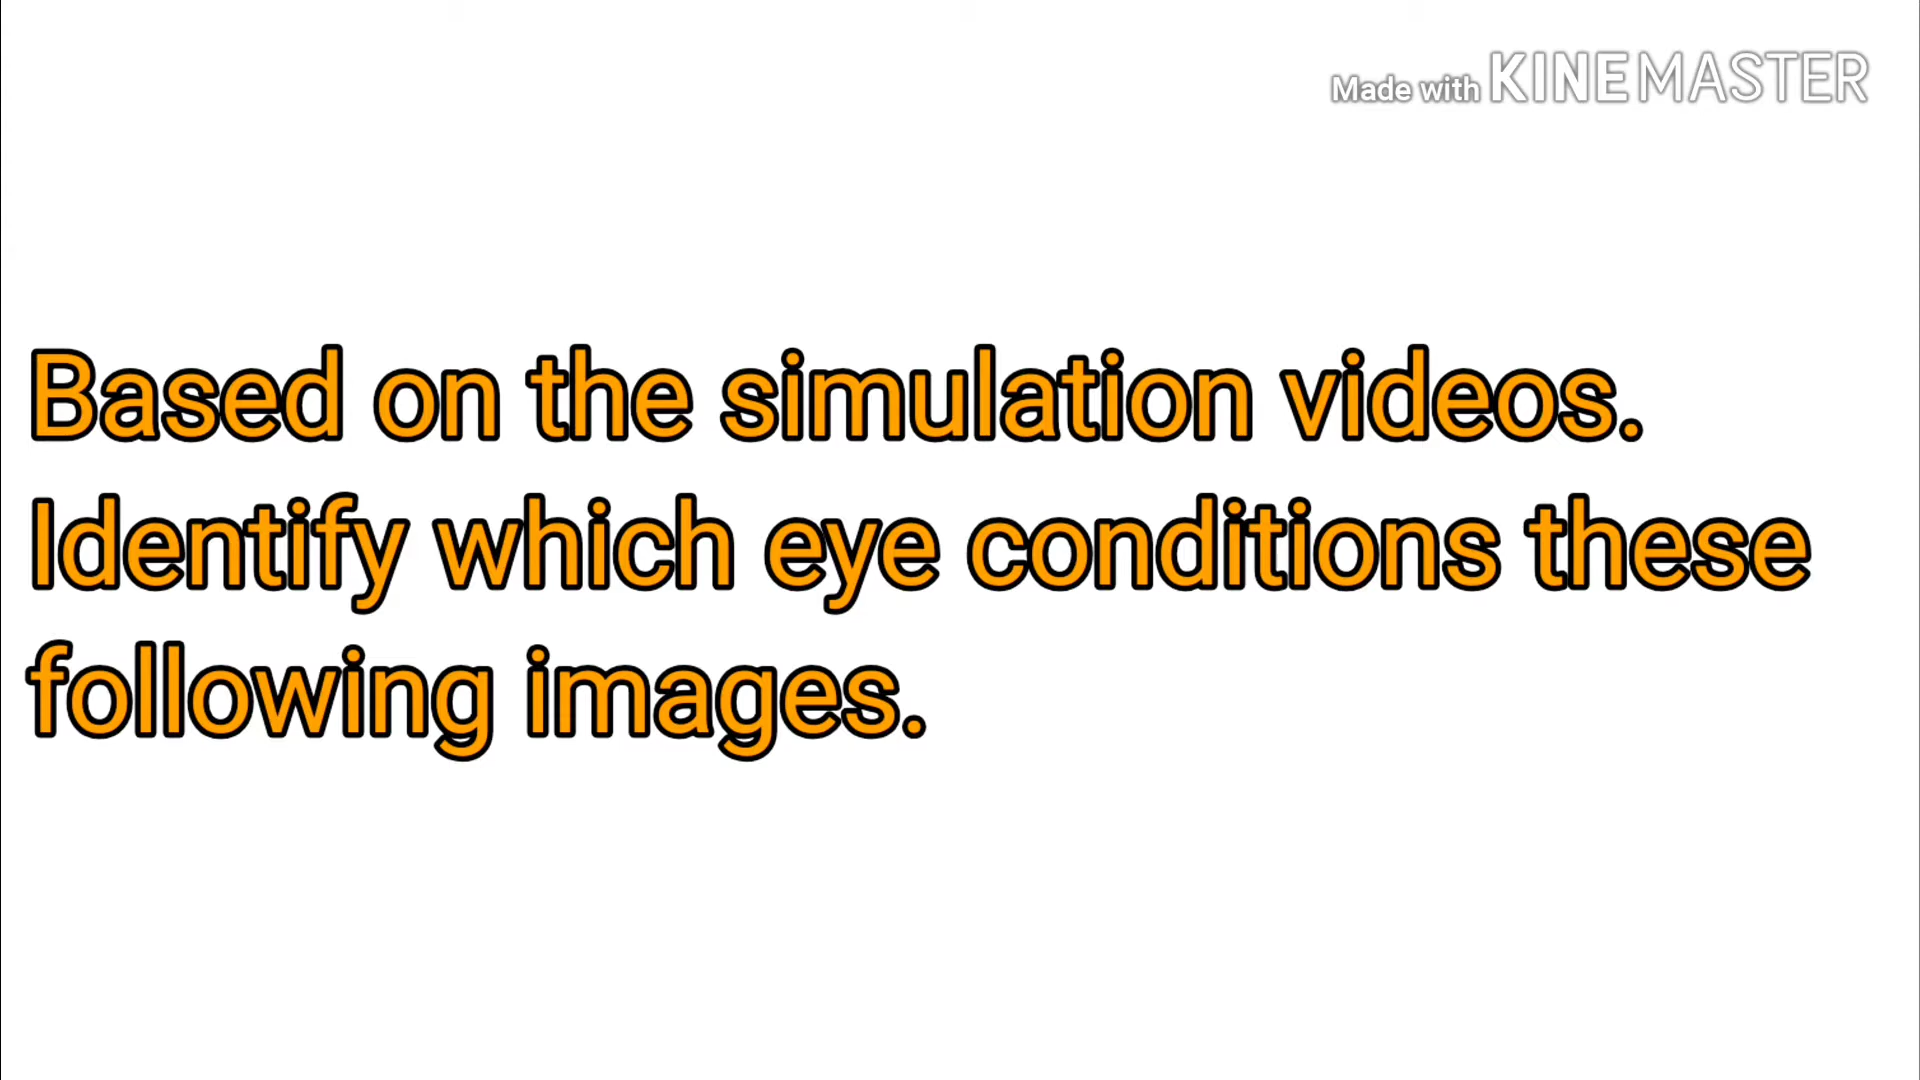 Made with KINEMASTER
Based on the simulation videos.
Identify which eye conditions these
following images.